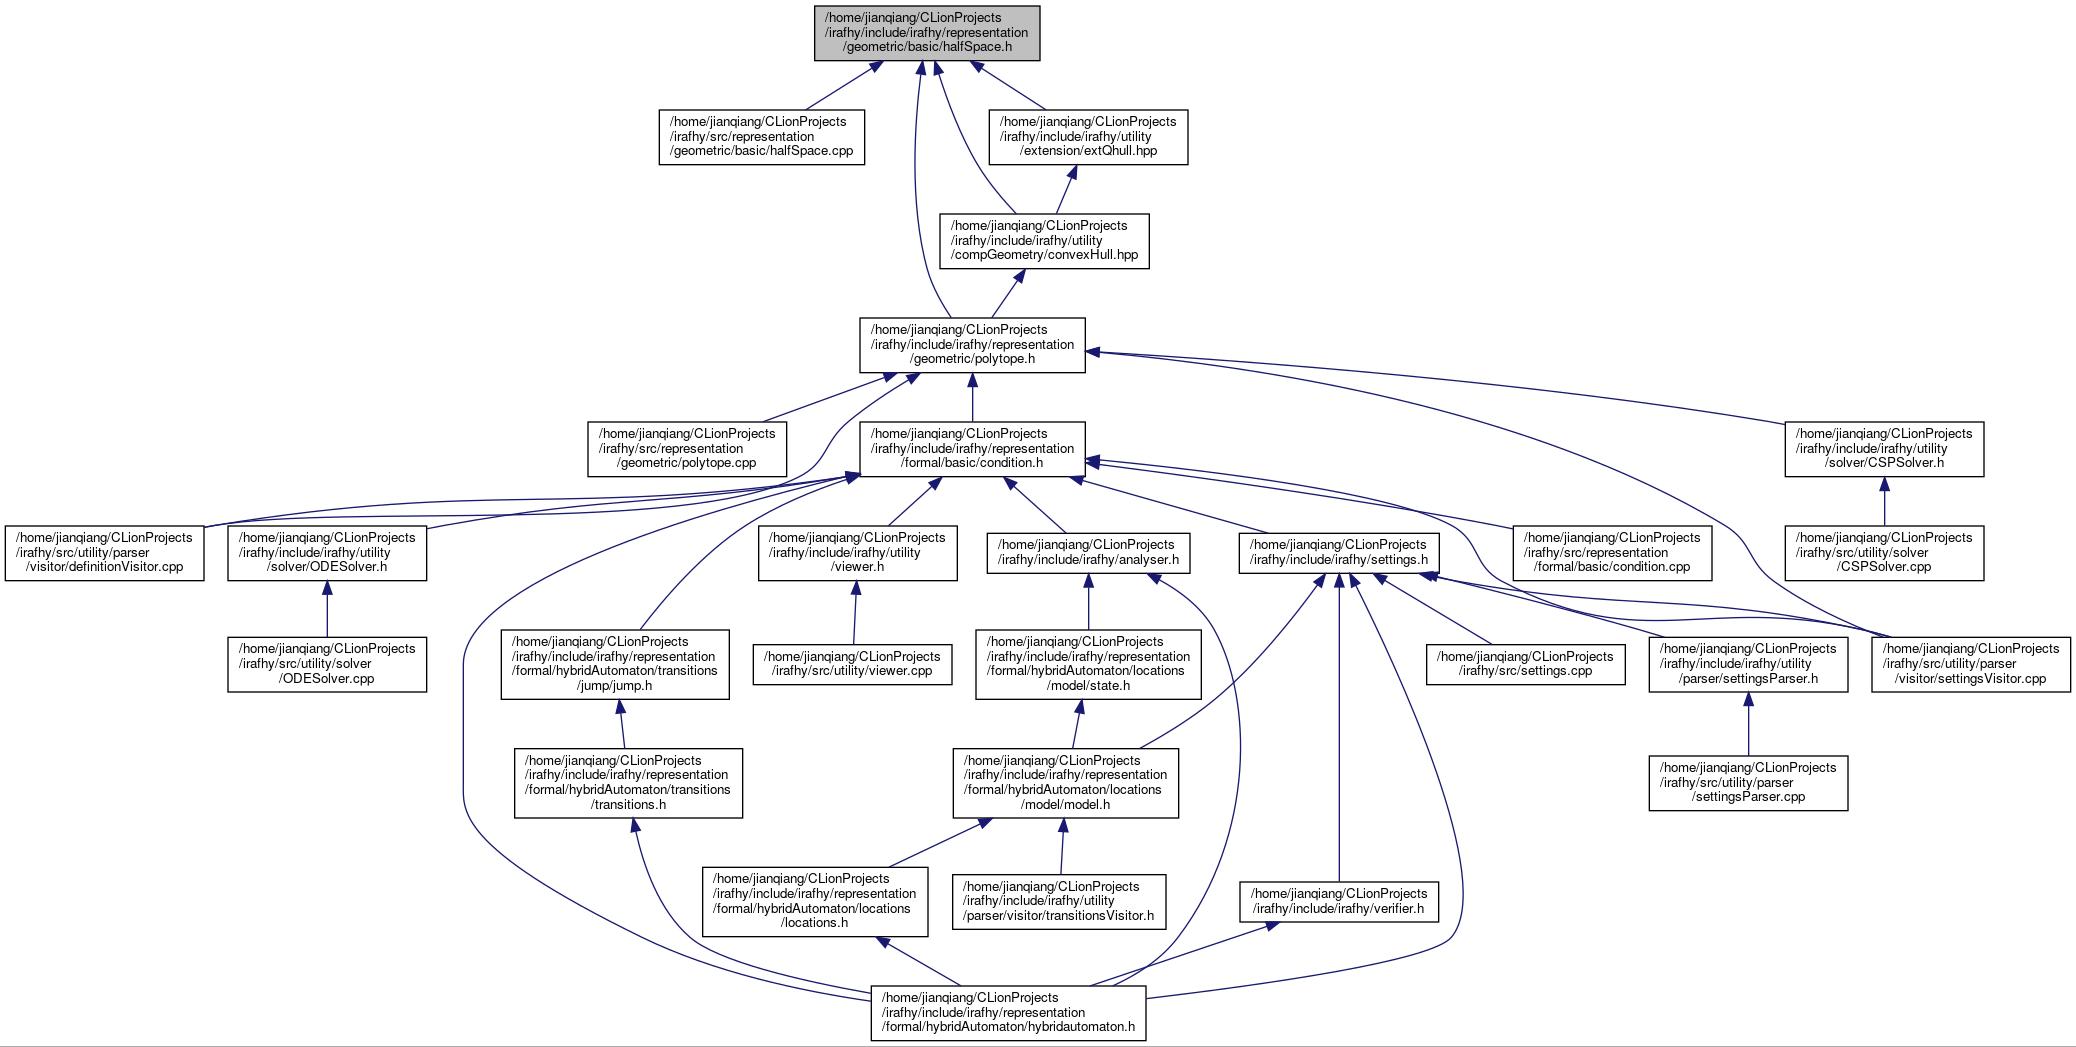 /home/jianqiang/CLionProjects
/irafhy/include/irafhy/representation
/geometric/basic/halfSpace.h
/home/jianqiang/CLionProjects
/irafhy/src/representation
/geometric/basic/halfSpace.cpp
/home/jianqiang/CLionProjects
/irafhy/include/irafhy/utility
/extension/extQhull.hpp
/home/jianqiang/CLionProjects
/irafhy/include/irafhy/utility
/compGeometry/convexHull.hpp
/home/jianqiang/CLionProjects
/irafhy/include/irafhy/representation
/geometric/polytope.h
/home/jianqiang/CLionProjects
/irafhy/src/representation
/geometric/polytope.cpp
/home/jianqiang/CLionProjects
/irafhy/include/irafhy/representation
/formal/basic/condition.h
/home/jianqiang/CLionProjects
/irafhy/include/irafhy/utility
/solver/CSPSolver.h
/home/jianqiang/CLionProjects
/irafhy/src/utility/parser
/visitor/definitionVisitor.cpp
/home/jianqiang/CLionProjects
/irafhy/include/irafhy/utility
/solver/ODESolver.h
/home/jianqiang/CLionProjects
/irafhy/include/irafhy/utility
/viewer.h
/home/jianqiang/CLionProjects
/irafhy/include/irafhy/analyser.h
/home/jianqiang/CLionProjects
/irafhy/include/irafhy/settings.h
/home/jianqiang/CLionProjects
/irafhy/src/representation
/formal/basic/condition.cpp
/home/jianqiang/CLionProjects
/irafhy/src/utility/solver
/CSPSolver.cpp
/home/jianqiang/CLionProjects
/irafhy/src/utility/solver
/ODESolver.cpp
/home/jianqiang/CLionProjects
/irafhy/include/irafhy/representation
/formal/hybridAutomaton/transitions
/jump/jump.h
/home/jianqiang/CLionProjects
/irafhy/src/utility/viewer.cpp
/home/jianqiang/CLionProjects
/irafhy/include/irafhy/representation
/formal/hybridAutomaton/locations
/model/state.h
/home/jianqiang/CLionProjects
/irafhy/src/settings.cpp
/home/jianqiang/CLionProjects
/irafhy/include/irafhy/utility
/parser/settingsParser.h
/home/jianqiang/CLionProjects
/irafhy/src/utility/parser
/visitor/settingsVisitor.cpp
/home/jianqiang/CLionProjects
/irafhy/include/irafhy/representation
/formal/hybridAutomaton/transitions
/transitions.h
/home/jianqiang/CLionProjects
/irafhy/include/irafhy/representation
/formal/hybridAutomaton/locations
/model/model.h
/home/jianqiang/CLionProjects
/irafhy/src/utility/parser
/settingsParser.cpp
/home/jianqiang/CLionProjects
/irafhy/include/irafhy/representation
/formal/hybridAutomaton/locations
/locations.h
/home/jianqiang/CLionProjects
/irafhy/include/irafhy/utility
/parser/visitor/transitionsVisitor.h
/home/jianqiang/CLionProjects
/irafhy/include/irafhy/verifier.h
/home/jianqiang/CLionProjects
/irafhy/include/irafhy/representation
/formal/hybridAutomaton/hybridautomaton.h